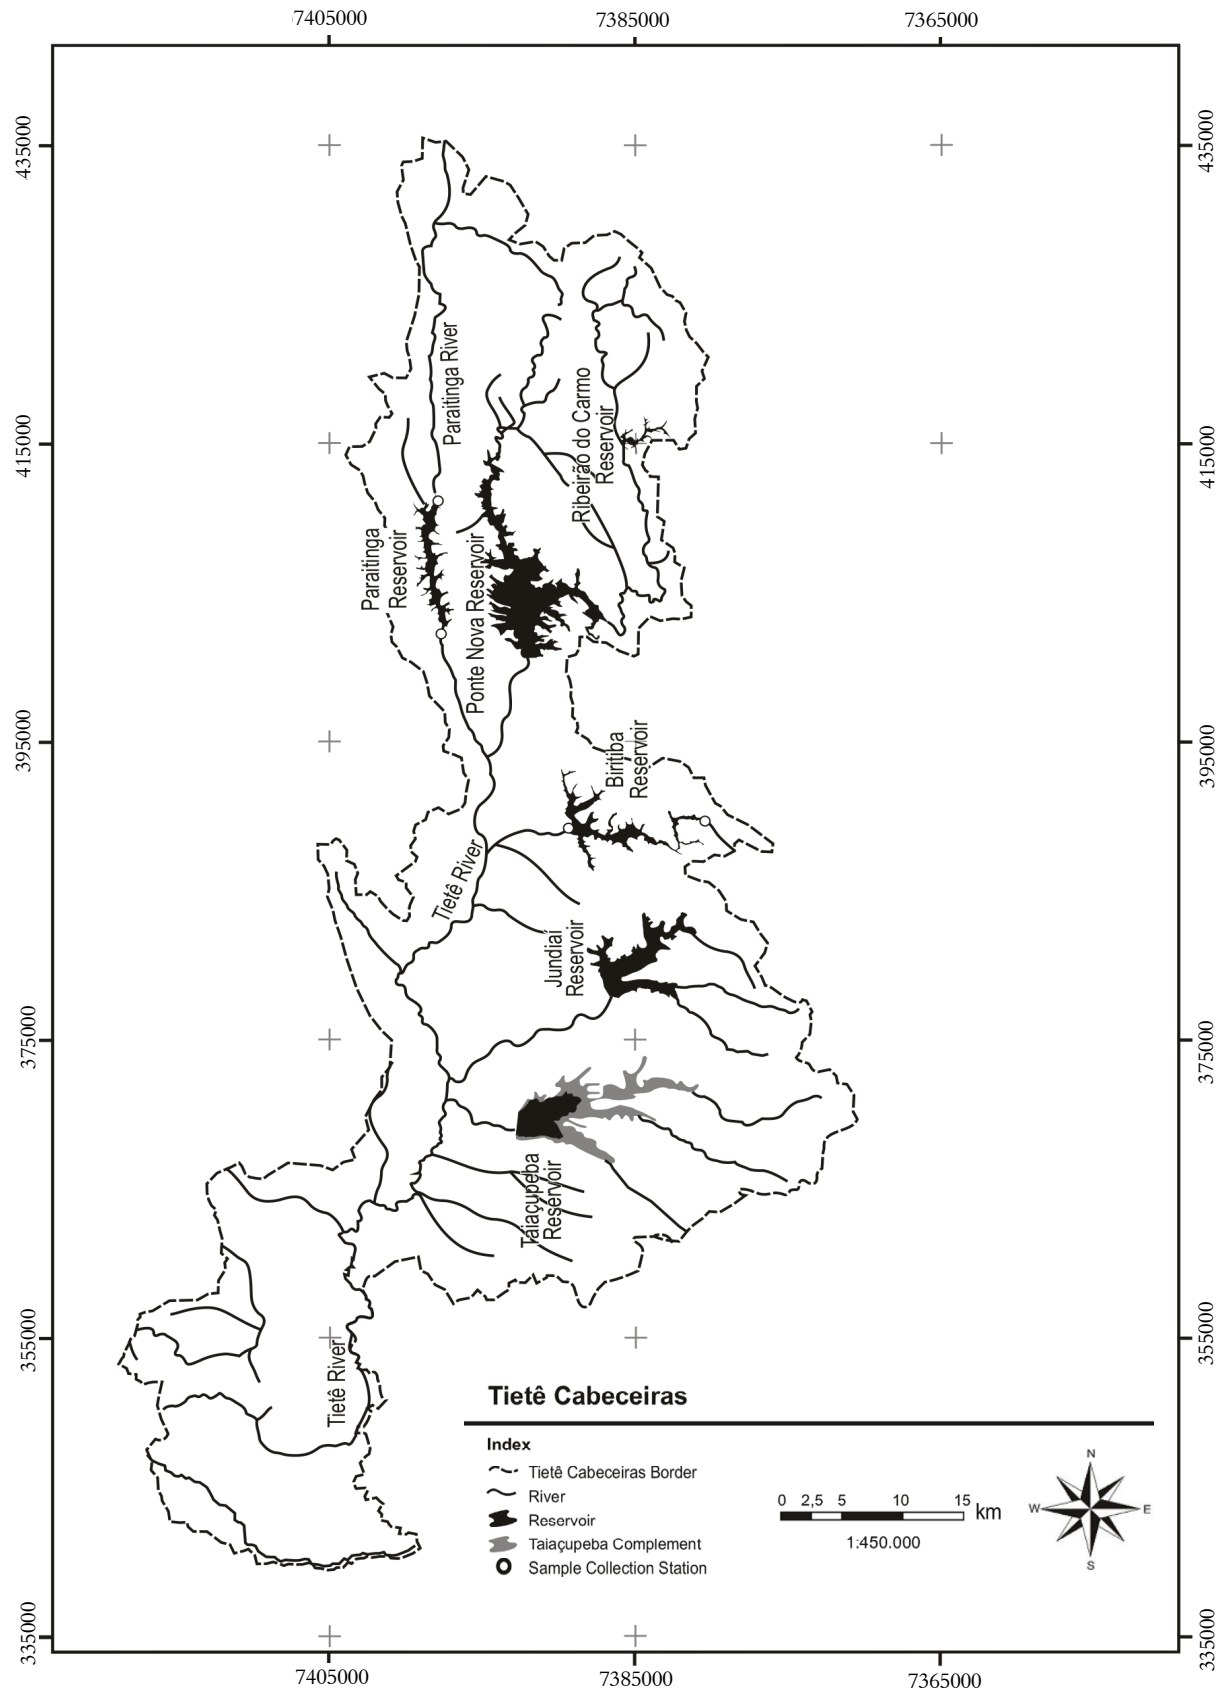 7405000
7385000
7365000
435000
435000
Paraitinga River
Ribeirão do Carmo
Reservoir
415000
415000
Paraitinga
Reservoir
Ponte Nova Reservoir
395000
395000
Biritiba
Reservoir
Tietê River
Jundiaí
Reservoir
375000
375000
Taiaçupeba
Reservoir
355000
355000
Tietê River
Tietê Cabeceiras
Index
Tietê Cabeceiras Border
River
Reservoir
Taiaçupeba Complement
Sample Collection Station
0 2,5 5 10 15 km
1:450.000
N
W E
S
335000
335000
7405000
7385000
7365000